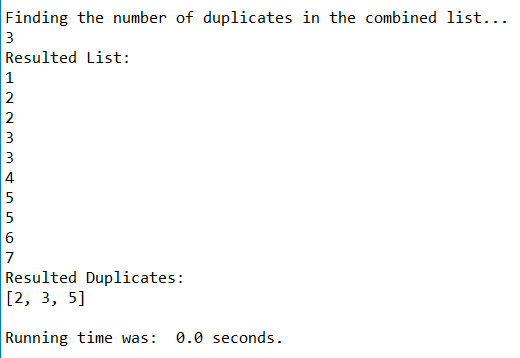 Finding the number of duplicates in the combined list...
3
Resulted List:
1
2
2
3
3
4
5
5
6
7
Resulted Duplicates:
[2, 3, 5]
Running time was:  0.0 seconds.